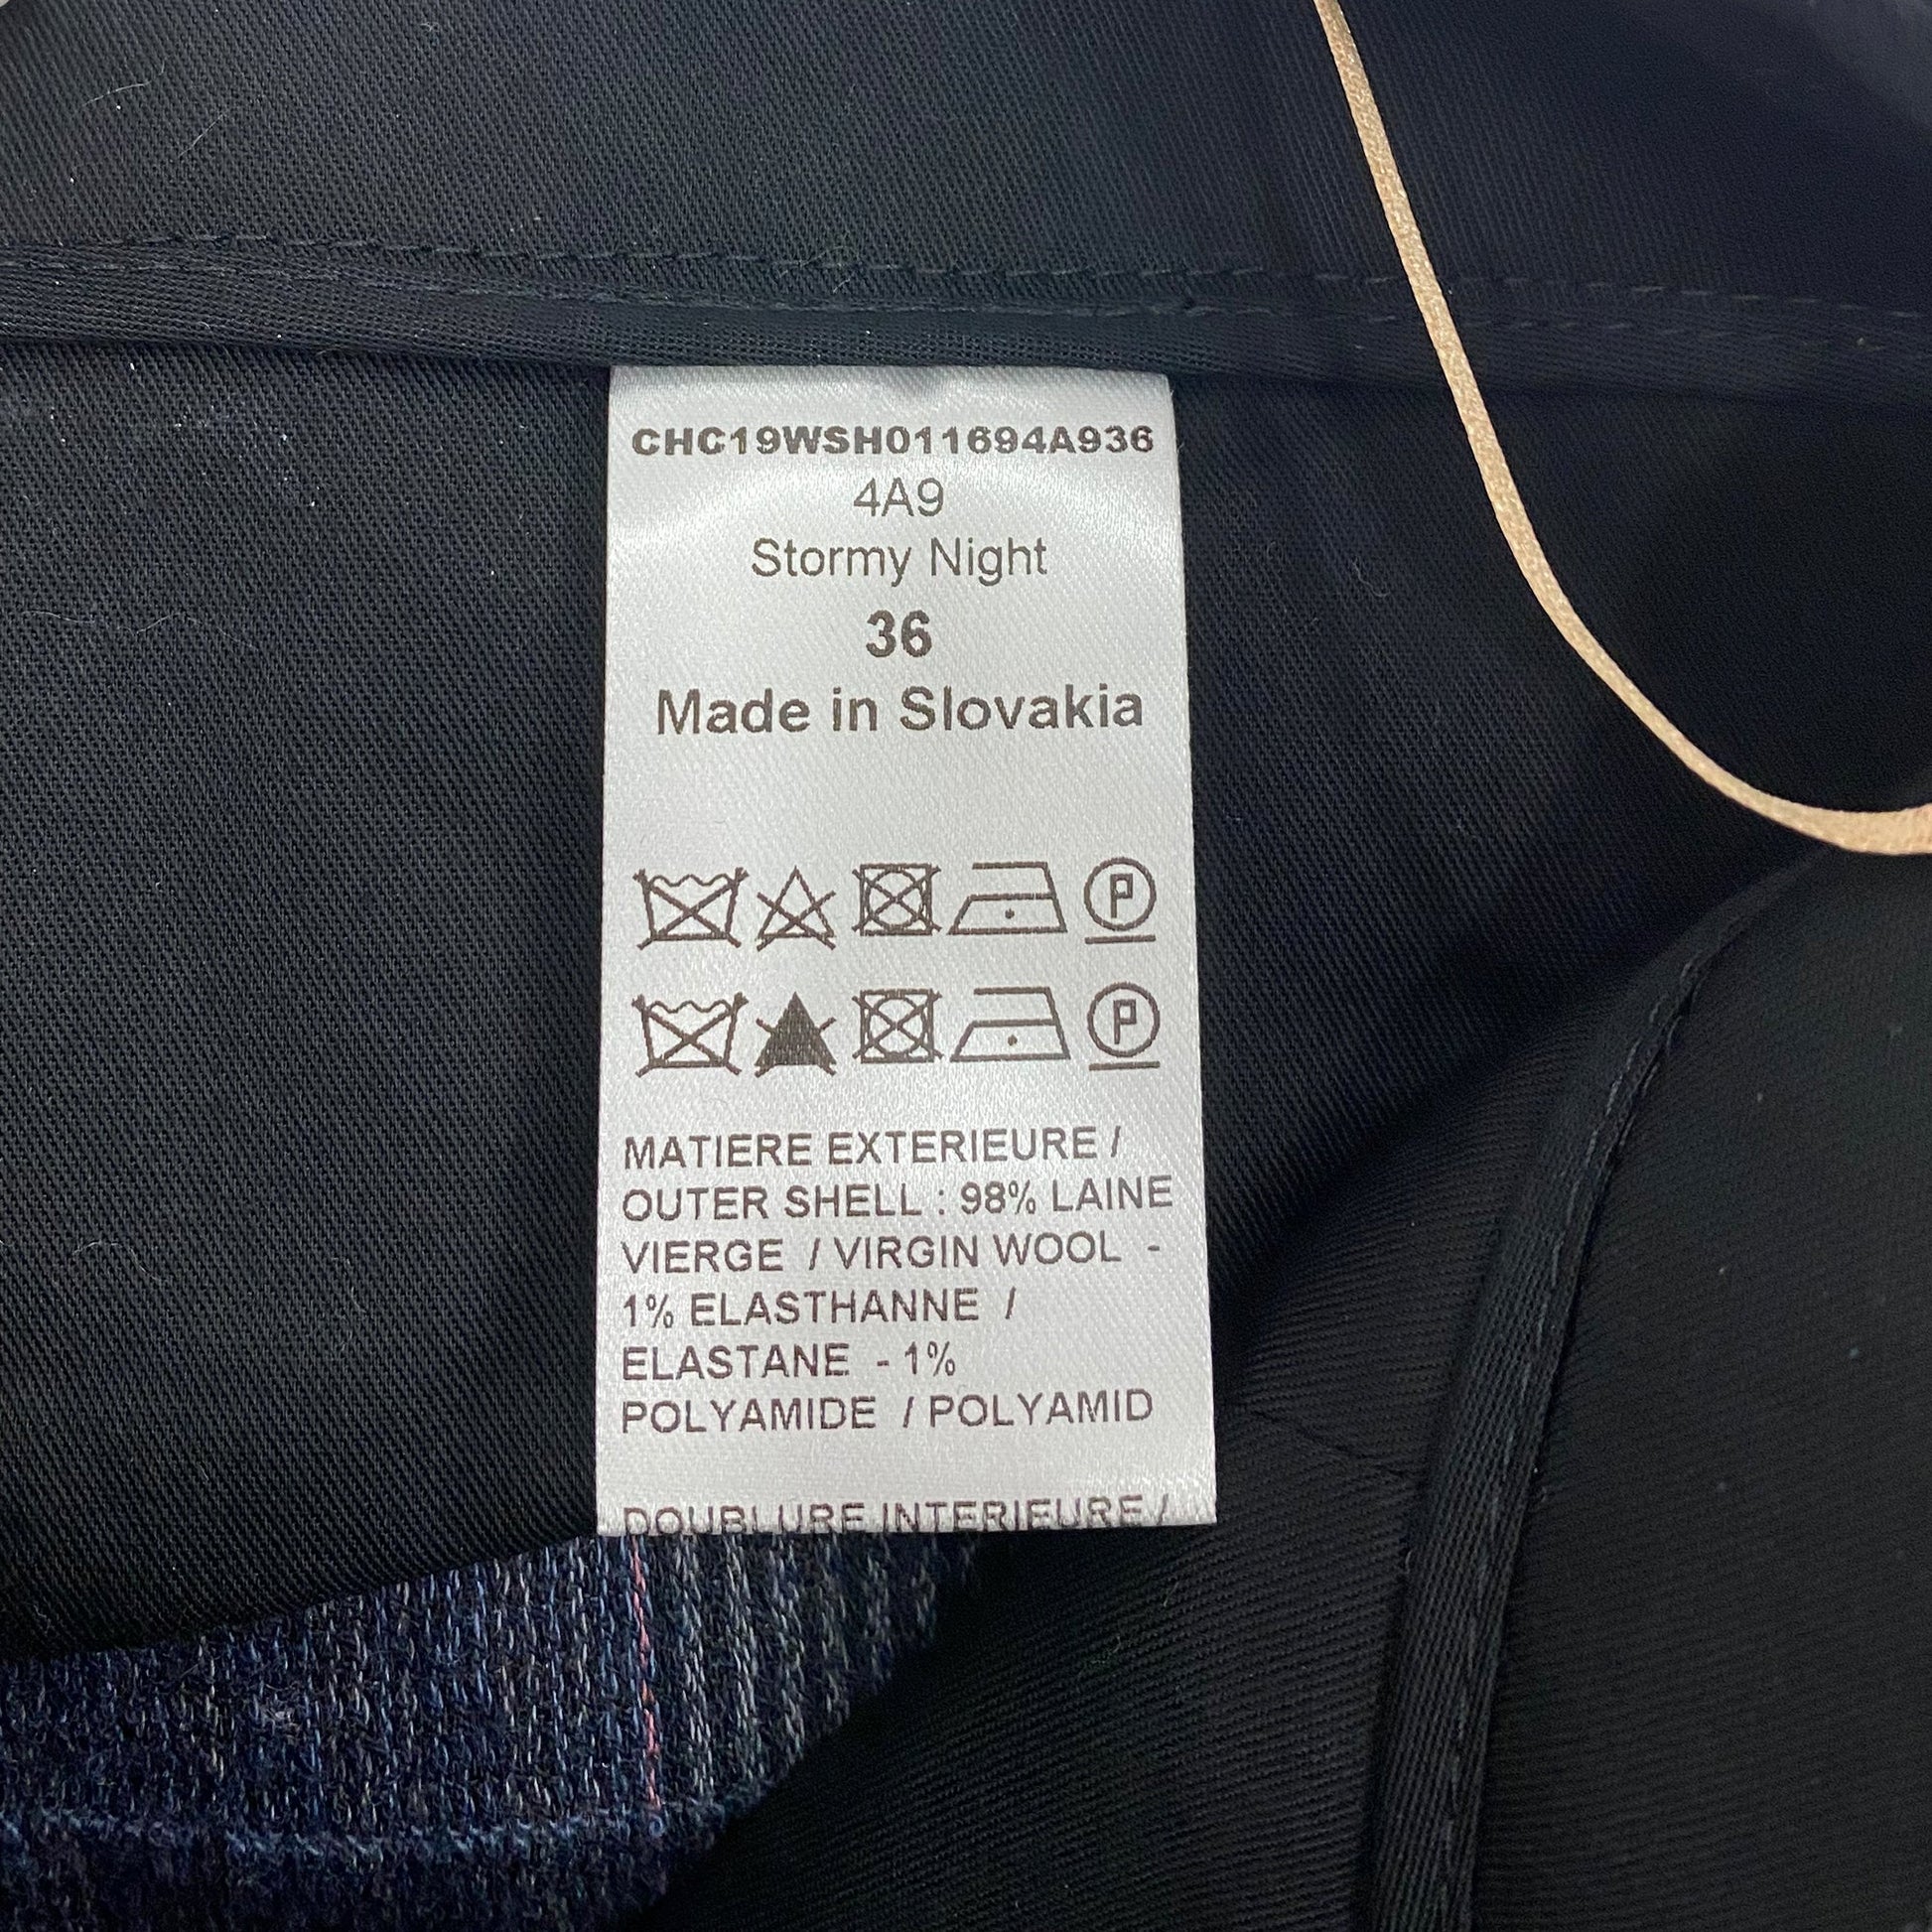 CHC19WSH011694A936
4A9
Stormy Night
36
Made in Slovakia
P
P
MATIERE EXTERIEURE /
OUTER SHELL : 98% LAINE
VIERGE / VIRGIN WOOL -
1% ELASTHANNE /
ELASTANE - 1%
POLYAMIDE / POLYAMID
DOUBLURE INTERIEURE /